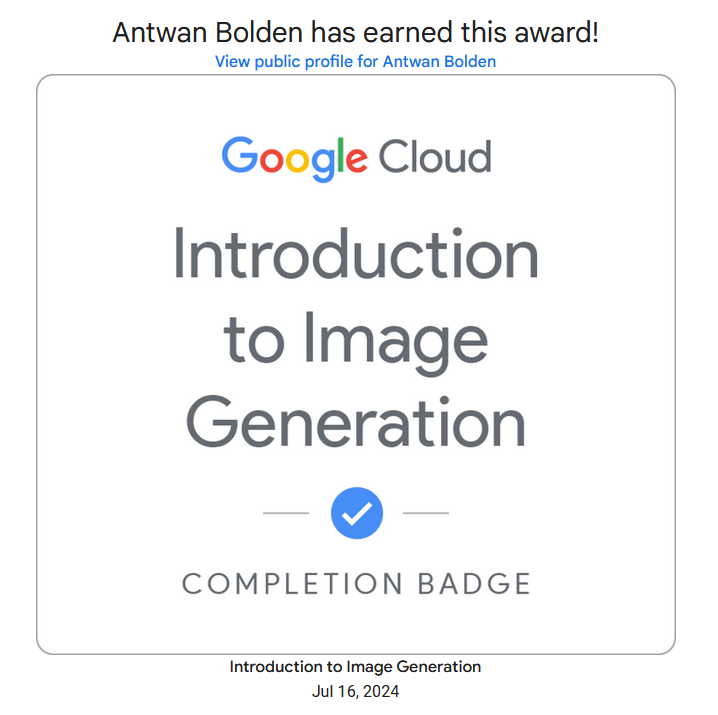 Antwan Bolden has earned this award!
View public profile for Antwan Bolden
Google Cloud
Introduction
to Image
Generation
COMPLETION BADGE
Introduction to Image Generation
Jul 16, 2024